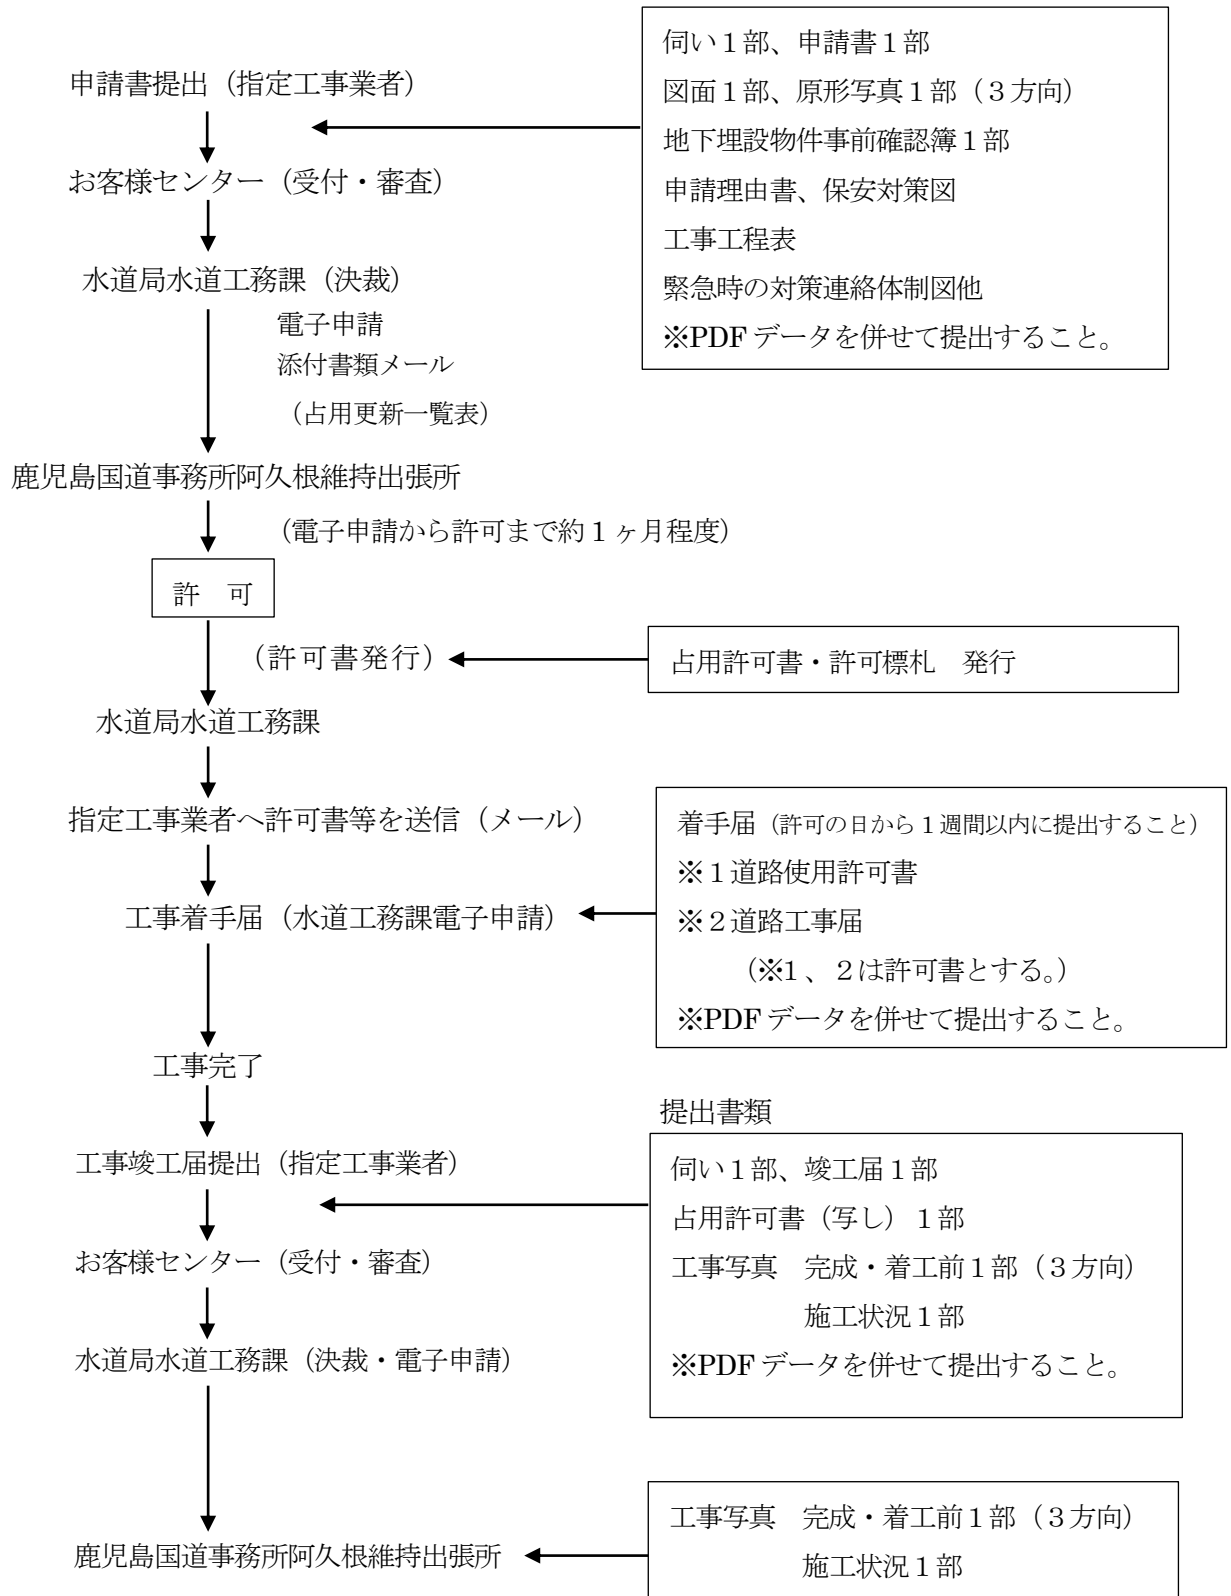 伺い１部、申請書１部
申請書提出（指定工事業者）
図面１部、原形写真１部（３方向）
地下埋設物件事前確認簿１部
お客様センター（受付・審査）
申請理由書、保安対策図
工事工程表
水道局水道工務課（決裁）
緊急時の対策連絡体制図他
電子申請
※PDFデータを併せて提出すること。
添付書類メール
（占用更新一覧表）
鹿児島国道事務所阿久根維持出張所
（電子申請から許可まで約１ヶ月程度）
許　可
（許可書発行）
占用許可書・許可標札　発行
水道局水道工務課
指定工事業者へ許可書等を送信（メール）
着手届（許可の日から１週間以内に提出すること）
※１道路使用許可書
工事着手届（水道工務課電子申請）
※２道路工事届
（※1、２は許可書とする。）
※PDFデータを併せて提出すること。
工事完了
提出書類
工事竣工届提出（指定工事業者）
伺い１部、竣工届１部
占用許可書（写し）１部
お客様センター（受付・審査）
工事写真　完成・着工前１部（３方向）
施工状況１部
水道局水道工務課（決裁・電子申請）
※PDFデータを併せて提出すること。
工事写真　完成・着工前１部（３方向）
鹿児島国道事務所阿久根維持出張所
施工状況１部